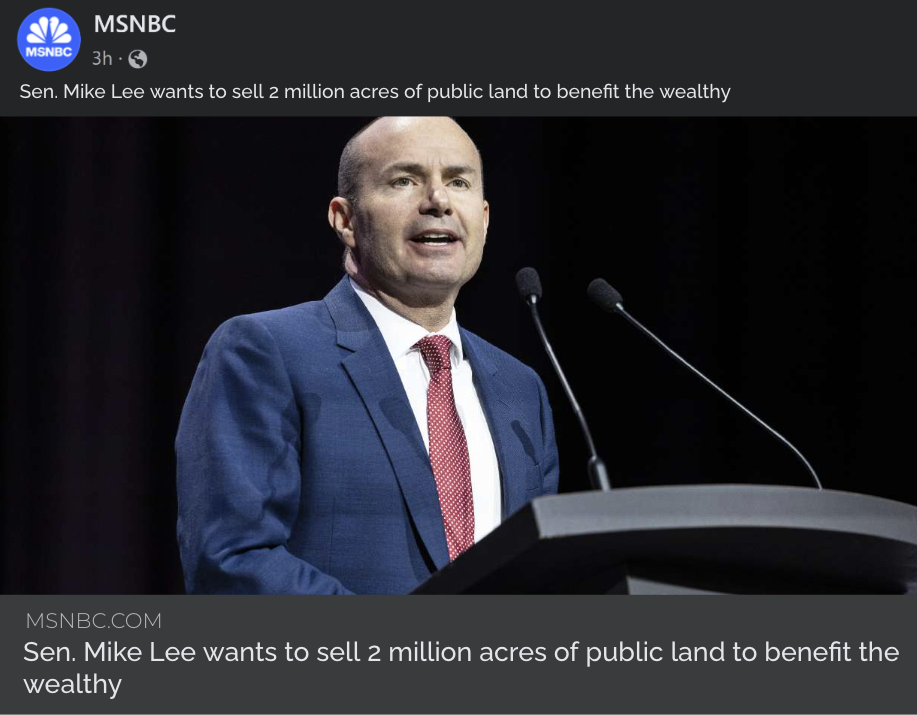 MSNBC
MSNBC
3h ·
Sen. Mike Lee wants to sell 2 million acres of public land to benefit the wealthy
MSNBC.COM
Sen. Mike Lee wants to sell 2 million acres of public land to benefit the
wealthy